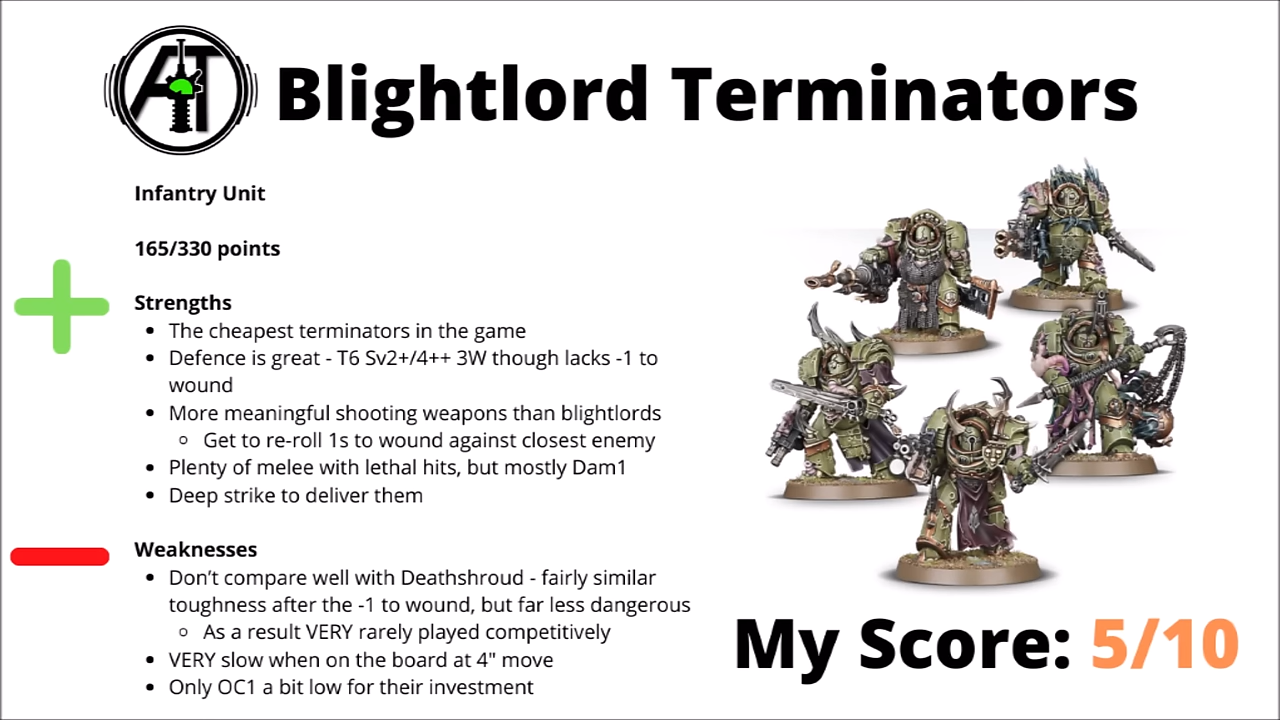 AT
Blightlord Terminators
Infantry Unit
165/330 points
Strengths
• The cheapest terminators in the game
• Defence is great - T6 Sv2+/4++ 3W though lacks -1 to
wound
• More meaningful shooting weapons than blightlords
◦ Get to re-roll 1s to wound against closest enemy
• Plenty of melee with lethal hits, but mostly Dam1
• Deep strike to deliver them
Weaknesses
• Don't compare well with Deathshroud - fairly similar
toughness after the -1 to wound, but far less dangerous
◦ As a result VERY rarely played competitively
• VERY slow when on the board at 4" move
• Only OC1 a bit low for their investment
My Score: 5/10